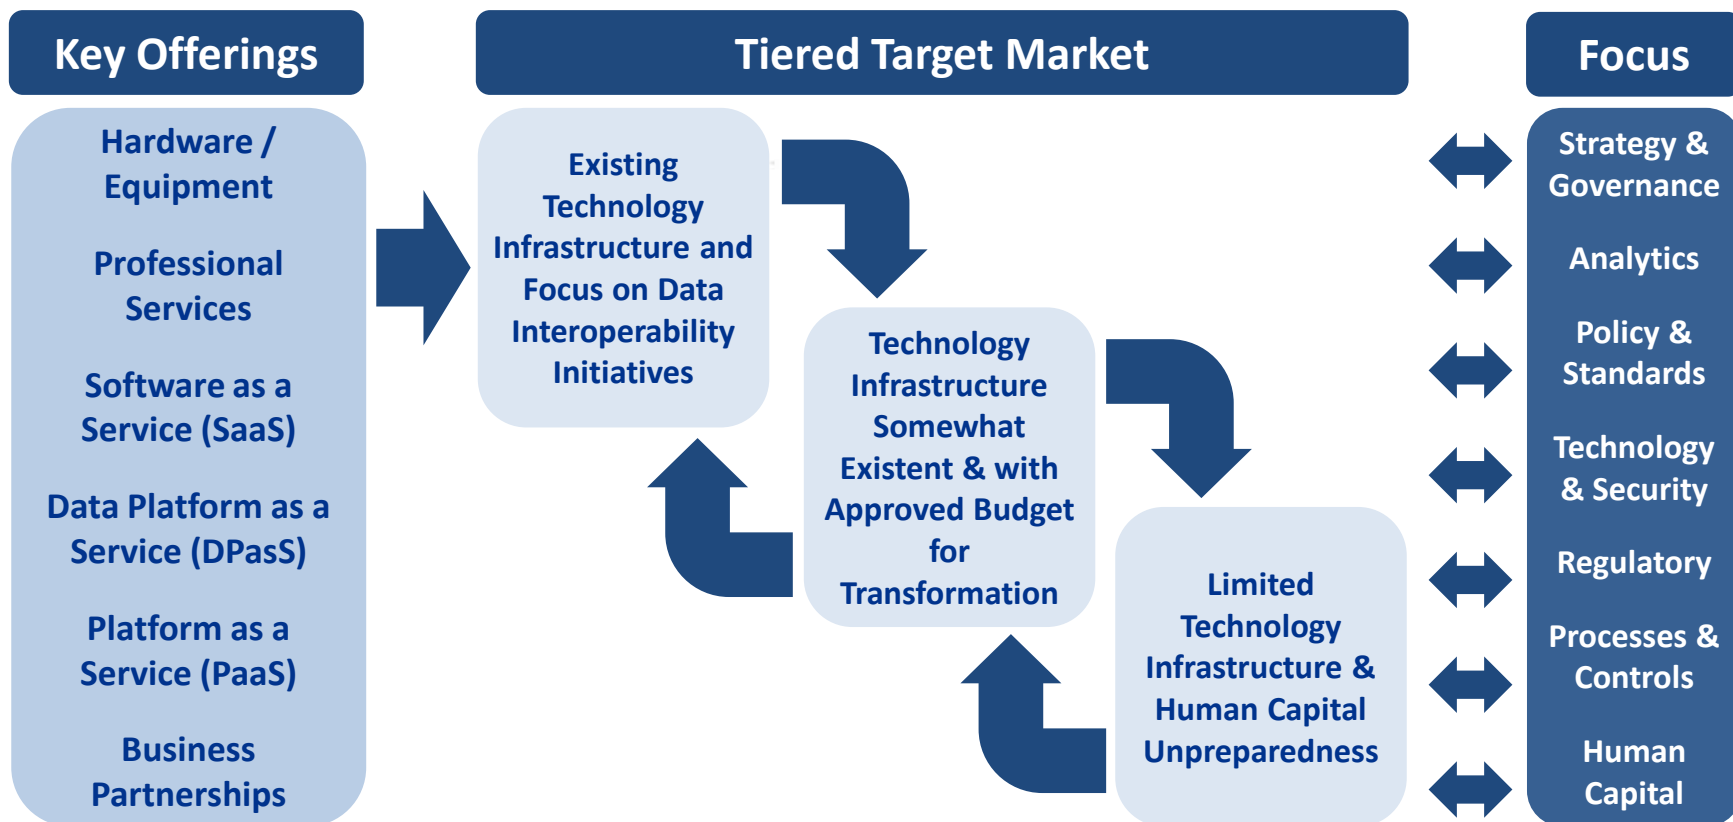 Key Offerings
Hardware /
Equipment
Professional
Services
Software as a
Service (SaaS)
Data Platform as a
Service (DPasS)
Platform as a
Service (PaaS)
Business
Partnerships
Tiered Target Market
Existing
Technology
Infrastructure and
Focus on Data
Interoperability
Initiatives
Technology
Infrastructure
Somewhat
Existent & with
Approved Budget
for
Transformation
Limited
Technology
Infrastructure &
Human Capital
Unpreparedness
Focus
Strategy &
Governance
Analytics
Policy &
Standards
Technology
& Security
Regulatory
Processes &
Controls
Human
Capital